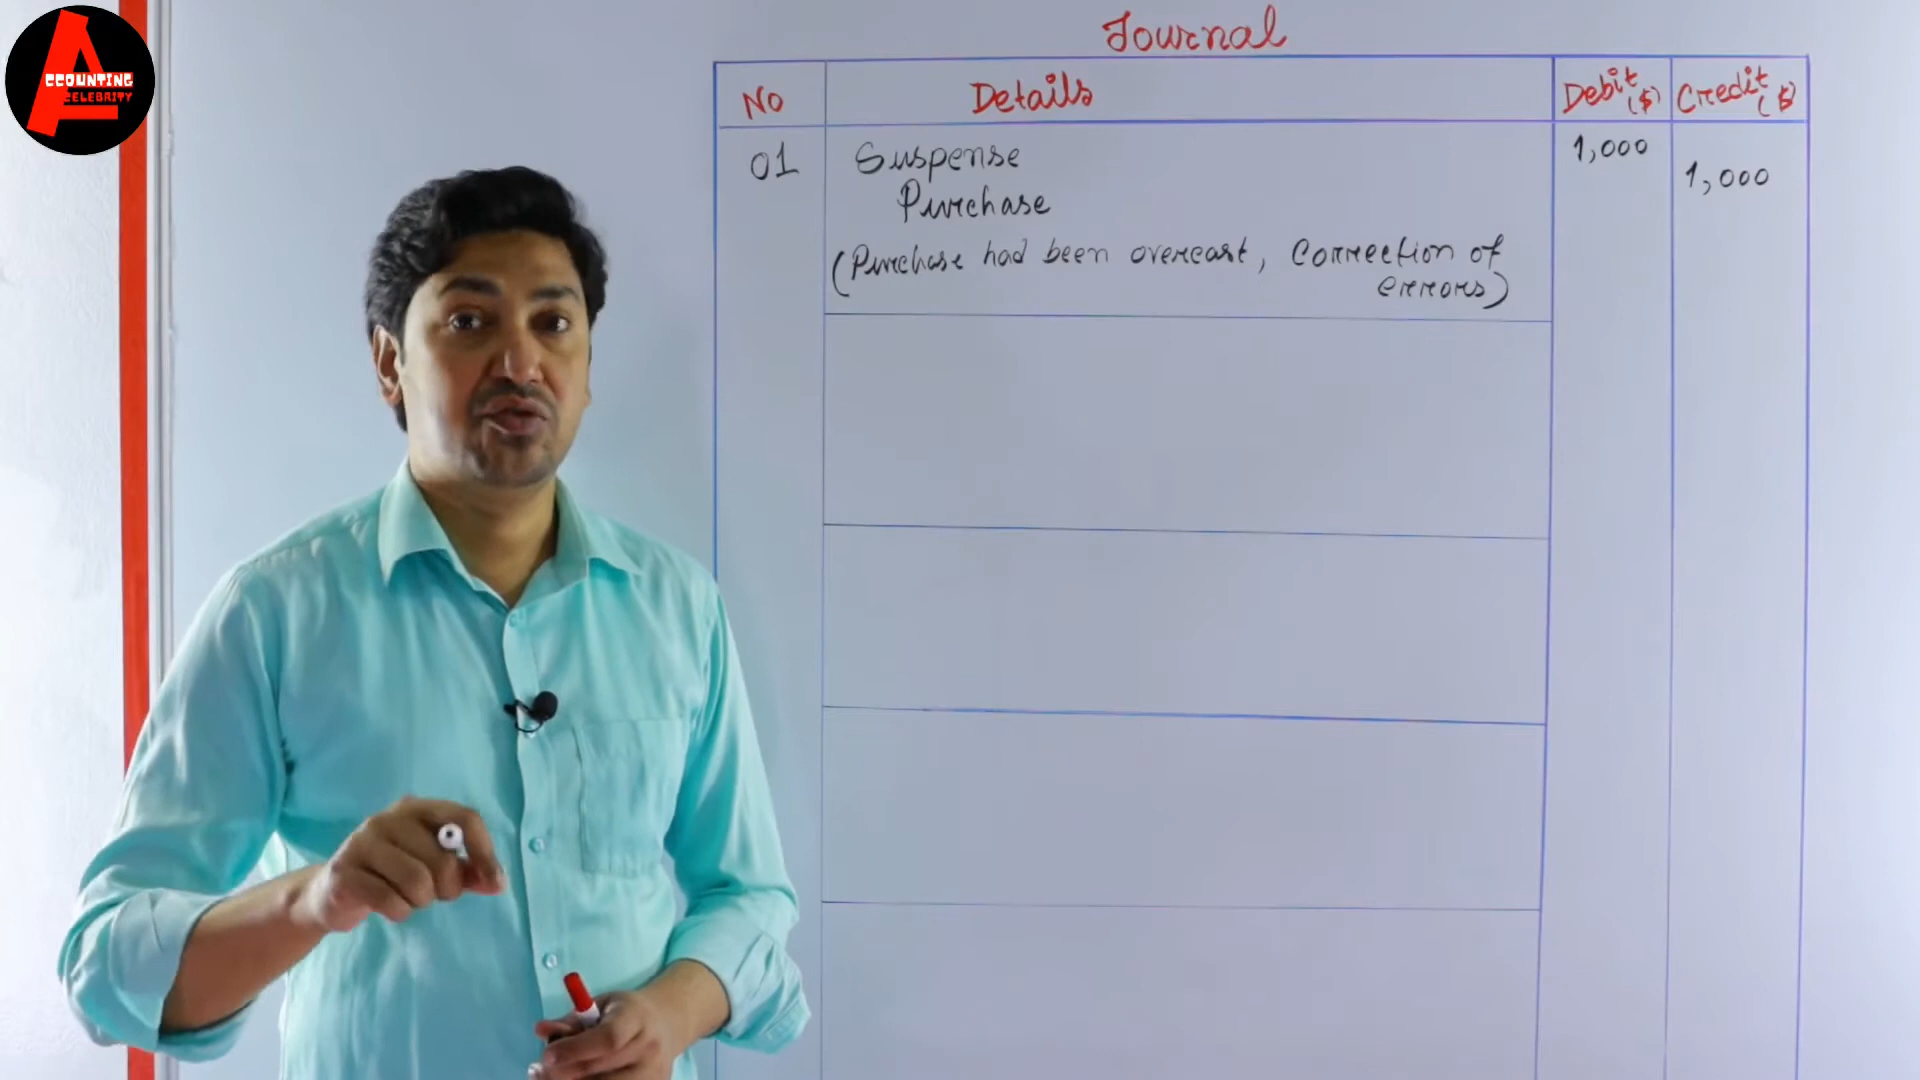 ACCOUNTING
CELEBRITY
Journal
No Details Debit ($) Credit ($)
01 Suspense 1,000
Purchase 1,000
(Purchase had been overcast, Correction of
errors)